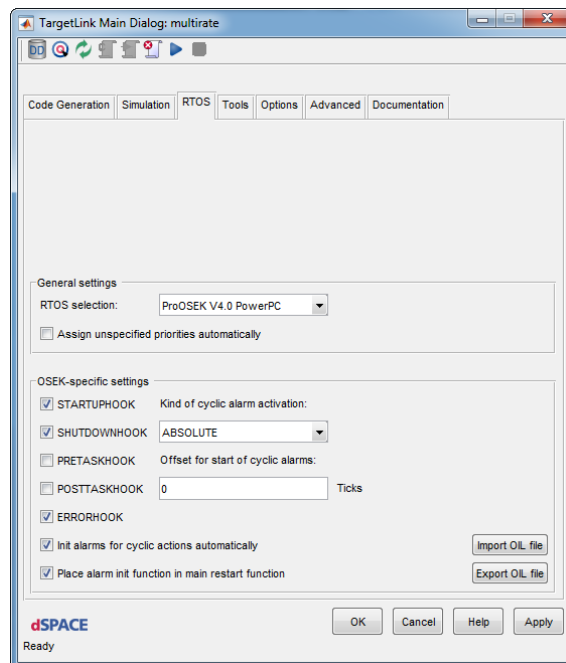 TargetLink Main Dialog: multirate
DD
Code Generation Simulation RTOS Tools Options Advanced Documentation
General settings
RTOS selection: ProOSEK V4.0 PowerPC
Assign unspecified priorities automatically
OSEK-specific settings
STARTUPHOOK Kind of cyclic alarm activation:
SHUTDOWNHOOK ABSOLUTE
PRETASKHOOK Offset for start of cyclic alarms:
POSTTASKHOOK 0 Ticks
ERRORHOOK
Init alarms for cyclic actions automatically Import OIL file
Place alarm init function in main restart function Export OIL file
dSPACE OK Cancel Help Apply
Ready